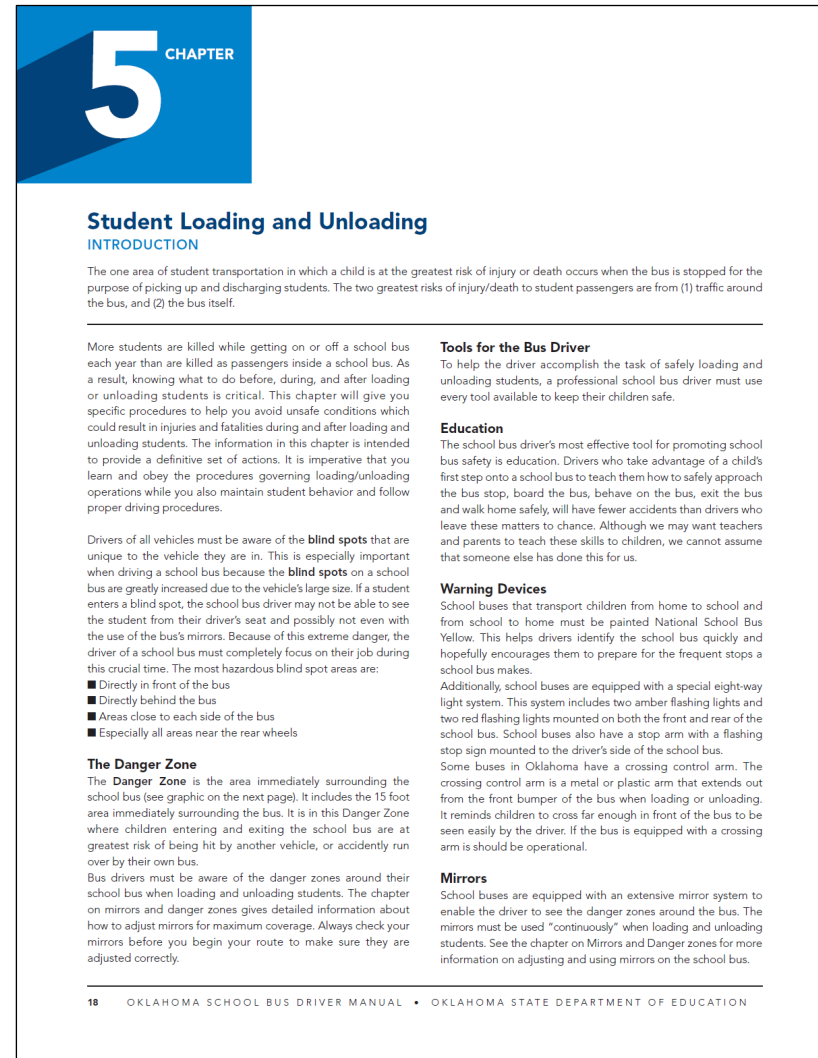 5
CHAPTER
Student Loading and Unloading
INTRODUCTION
The one area of student transportation in which a child is at the greatest risk of injury or death occurs when the bus is stopped for the
purpose of picking up and discharging students. The two greatest risks of injury/death to student passengers are from (1) traffic around
the bus, and (2) the bus itself.
More students are killed while getting on or off a school bus
each year than are killed as passengers inside a school bus. As
a result, knowing what to do before, during, and after loading
or unloading students is critical. This chapter will give you
specific procedures to help you avoid unsafe conditions which
could result in injuries and fatalities during and after loading and
unloading students. The information in this chapter is intended
to provide a definitive set of actions. It is imperative that you
learn and obey the procedures governing loading/unloading
operations while you also maintain student behavior and follow
proper driving procedures.
Drivers of all vehicles must be aware of the blind spots that are
unique to the vehicle they are in. This is especially important
when driving a school bus because the blind spots on a school
bus are greatly increased due to the vehicle's large size. If a student
enters a blind spot, the school bus driver may not be able to see
the student from their driver's seat and possibly not even with
the use of the bus's mirrors. Because of this extreme danger, the
driver of a school bus must completely focus on their job during
this crucial time. The most hazardous blind spot areas are:
■ Directly in front of the bus
■ Directly behind the bus
■ Areas close to each side of the bus
■ Especially all areas near the rear wheels
The Danger Zone
The Danger Zone is the area immediately surrounding the
school bus (see graphic on the next page). It includes the 15 foot
area immediately surrounding the bus. It is in this Danger Zone
where children entering and exiting the school bus are at
greatest risk of being hit by another vehicle, or accidently run
over by their own bus.
Bus drivers must be aware of the danger zones around their
school bus when loading and unloading students. The chapter
on mirrors and danger zones gives detailed information about
how to adjust mirrors for maximum coverage. Always check your
mirrors before you begin your route to make sure they are
adjusted correctly.
Tools for the Bus Driver
To help the driver accomplish the task of safely loading and
unloading students, a professional school bus driver must use
every tool available to keep their children safe.
Education
The school bus driver's most effective tool for promoting school
bus safety is education. Drivers who take advantage of a child's
first step onto a school bus to teach them how to safely approach
the bus stop, board the bus, behave on the bus, exit the bus
and walk home safely, will have fewer accidents than drivers who
leave these matters to chance. Although we may want teachers
and parents to teach these skills to children, we cannot assume
that someone else has done this for us.
Warning Devices
School buses that transport children from home to school and
from school to home must be painted National School Bus
Yellow. This helps drivers identify the school bus quickly and
hopefully encourages them to prepare for the frequent stops a
school bus makes.
Additionally, school buses are equipped with a special eight-way
light system. This system includes two amber flashing lights and
two red flashing lights mounted on both the front and rear of the
school bus. School buses also have a stop arm with a flashing
stop sign mounted to the driver's side of the school bus.
Some buses in Oklahoma have a crossing control arm. The
crossing control arm is a metal or plastic arm that extends out
from the front bumper of the bus when loading or unloading.
It reminds children to cross far enough in front of the bus to be
seen easily by the driver. If the bus is equipped with a crossing
arm is should be operational.
Mirrors
School buses are equipped with an extensive mirror system to
enable the driver to see the danger zones around the bus. The
mirrors must be used "continuously" when loading and unloading
students. See the chapter on Mirrors and Danger zones for more
information on adjusting and using mirrors on the school bus.
18 OKLAHOMA SCHOOL BUS DRIVER MANUAL • OKLAHOMA STATE DEPARTMENT OF EDUCATION